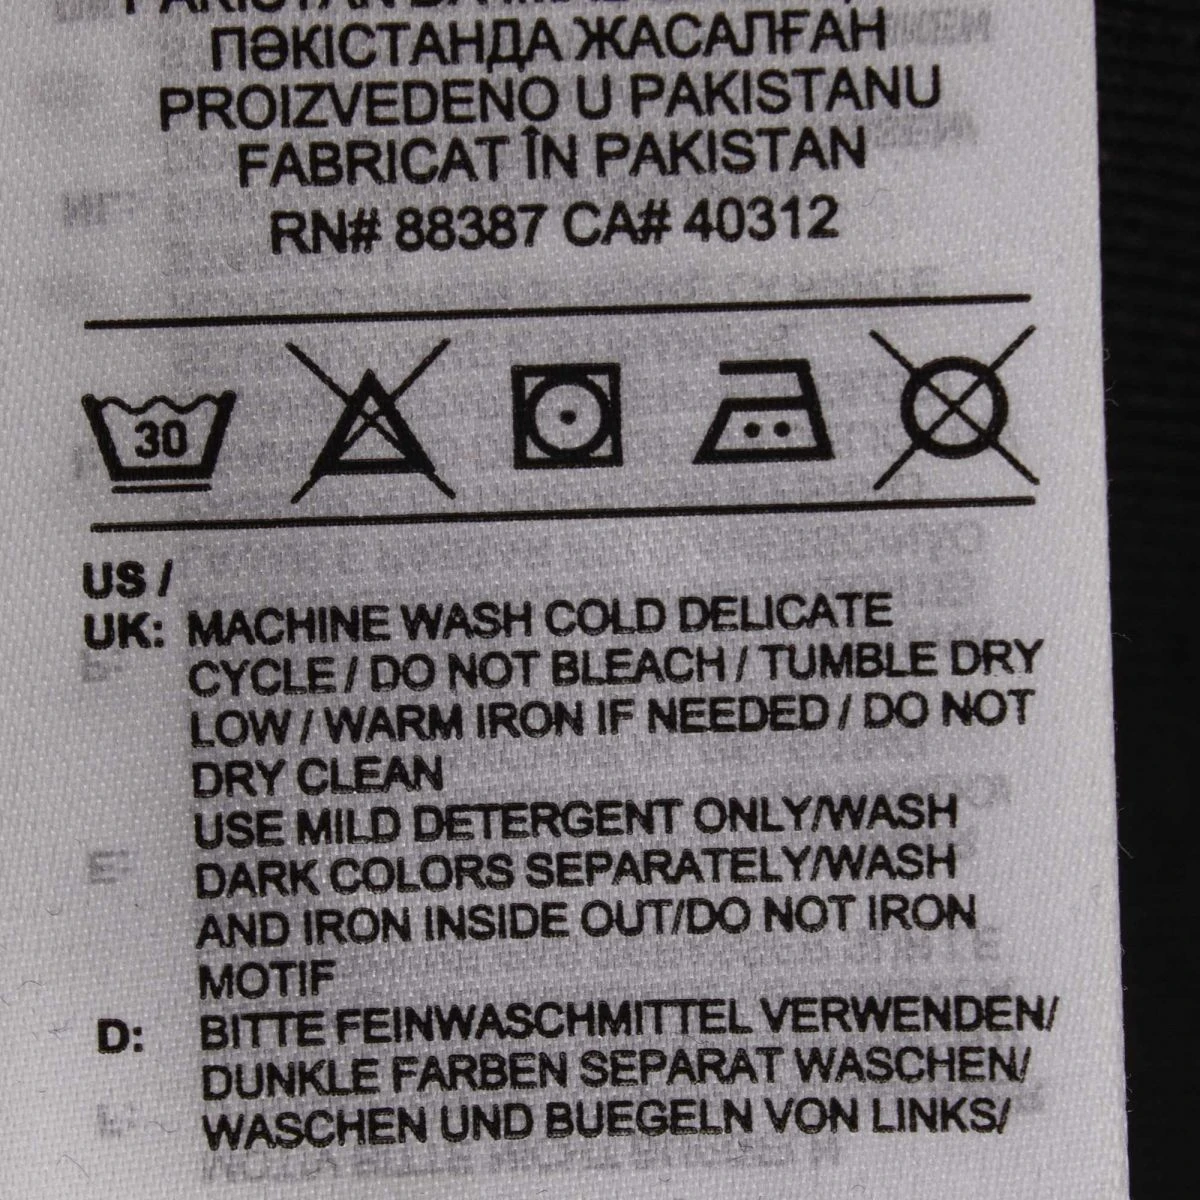 ПӘКІСТАНДА ЖАСАЛҒАН
PROIZVEDENO U PAKISTANU
FABRICAT ÎN PAKISTAN
RN# 88387 CA# 40312
30
US /
UK: MACHINE WASH COLD DELICATE
CYCLE / DO NOT BLEACH / TUMBLE DRY
LOW / WARM IRON IF NEEDED / DO NOT
DRY CLEAN
USE MILD DETERGENT ONLY/WASH
DARK COLORS SEPARATELY/WASH
AND IRON INSIDE OUT/DO NOT IRON
MOTIF
D: BITTE FEINWASCHMITTEL VERWENDEN/
DUNKLE FARBEN SEPARAT WASCHEN/
WASCHEN UND BUEGELN VON LINKS/